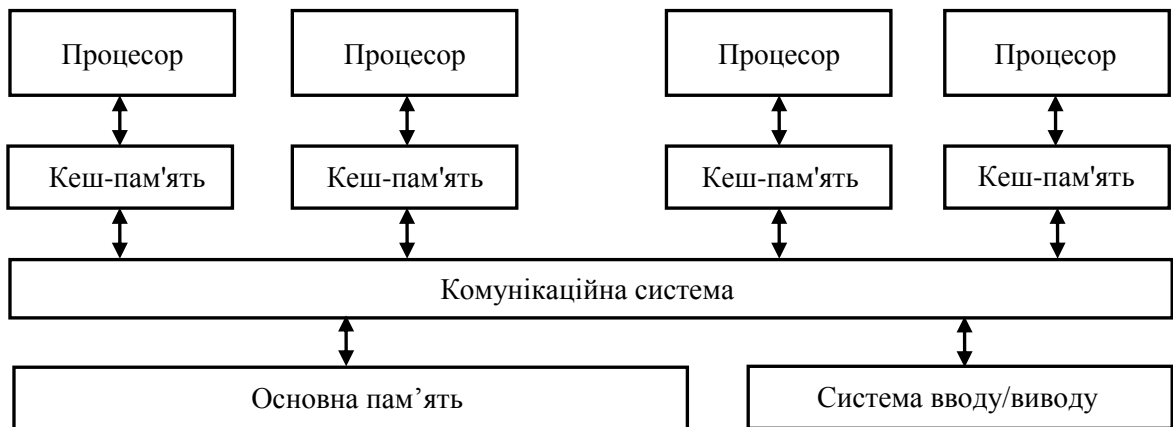 Процесор
Процесор
Процесор
Процесор
Кеш-пам'ять
Кеш-пам'ять
Кеш-пам'ять
Кеш-пам'ять
Комунікаційна система
Основна пам’ять
Система вводу/виводу